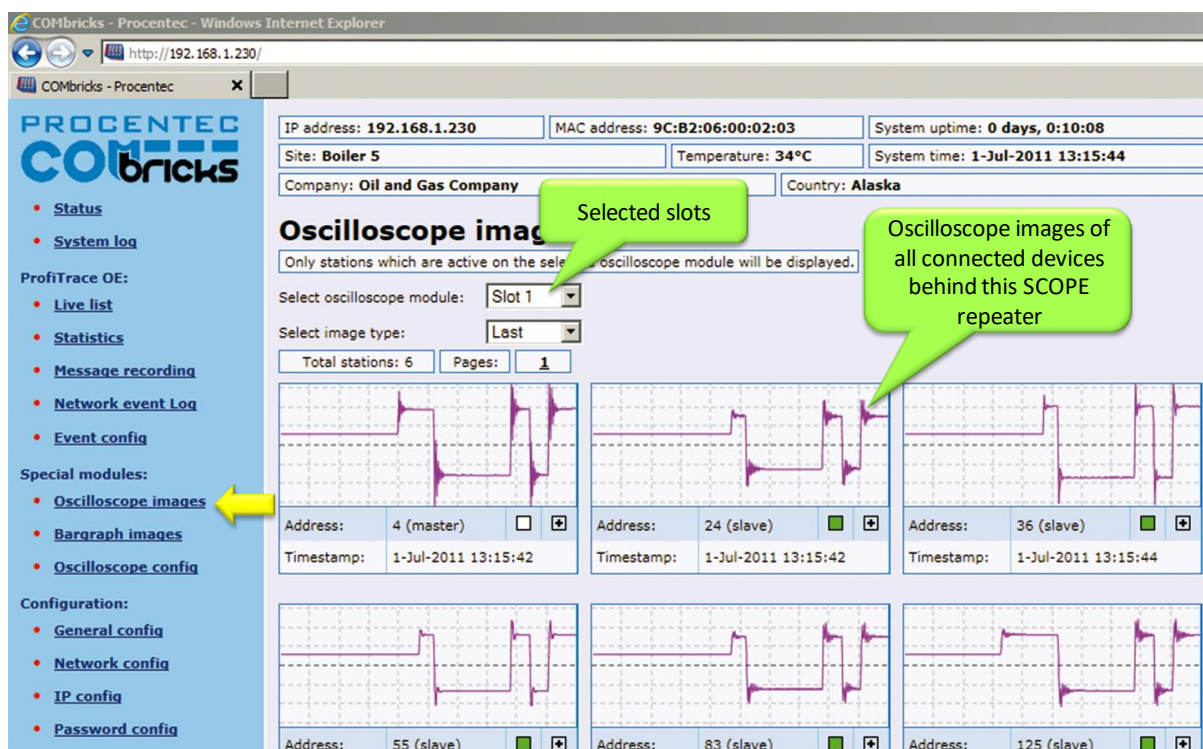 COMbricks - Procentec - Windows Internet Explorer
http://192.168.1.230/
COMbricks - Procentec
PROCENTEC
COMbricks
Status
System log
ProfiTrace OE:
Live list
Statistics
Message recording
Network event Log
Event config
Special modules:
Oscilloscope images
Bargraph images
Oscilloscope config
Configuration:
General config
Network config
IP config
Password config
IP address: 192.168.1.230 MAC address: 9C:B2:06:00:02:03 System uptime: 0 days, 0:10:08
Site: Boiler 5 Temperature: 34°C System time: 1-Jul-2011 13:15:44
Company: Oil and Gas Company Country: Alaska
Selected slots
Oscilloscope images of
all connected devices
behind this SCOPE
repeater
Oscilloscope
Only stations which are active on the oscilloscope module will be displayed.
Select oscilloscope module: Slot 1
Select image type: Last
Total stations: 6 Pages: 1
Address: 4 (master) Address: 24 (slave) Address: 36 (slave)
Timestamp: 1-Jul-2011 13:15:42 Timestamp: 1-Jul-2011 13:15:42 Timestamp: 1-Jul-2011 13:15:44
Address: 55 (slave) Address: 83 (slave) Address: 125 (slave)